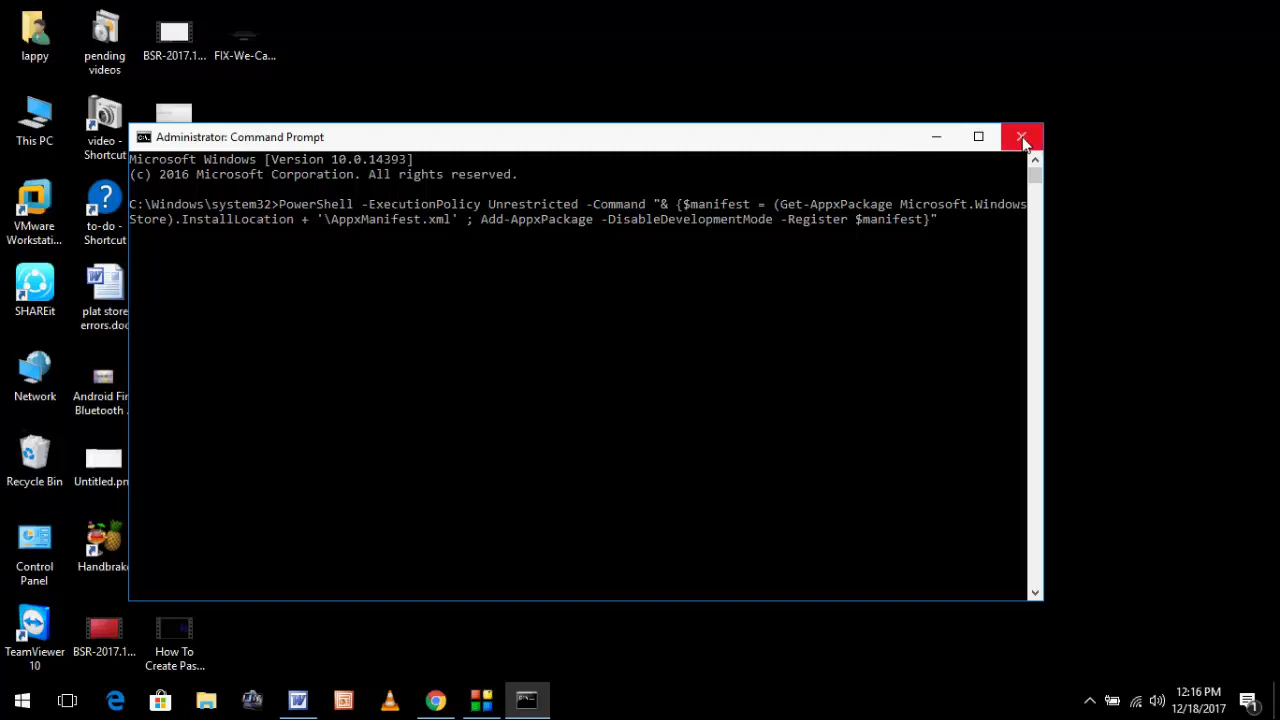 lappy
pending
videos
BSR-2017.1...
FIX-We-Ca...
This PC
video -
Shortcut
Administrator: Command Prompt
Microsoft Windows [Version 10.0.14393]
(c) 2016 Microsoft Corporation. All rights reserved.
C:\Windows\system32>PowerShell -ExecutionPolicy Unrestricted -Command "& {$manifest = (Get-AppxPackage Microsoft.Windows
Store).InstallLocation + '\AppxManifest.xml' ; Add-AppxPackage -DisableDevelopmentMode -Register $manifest}"
VMware
Workstati...
to-do -
Shortcut
SHAREit
plat store
errors.doc
Network
Android Fi
Bluetooth
Recycle Bin
Untitled.pn
Control
Panel
Handbrak
TeamViewer
10
BSR-2017.1...
How To
Create Pas...
12:16 PM
12/18/2017
1